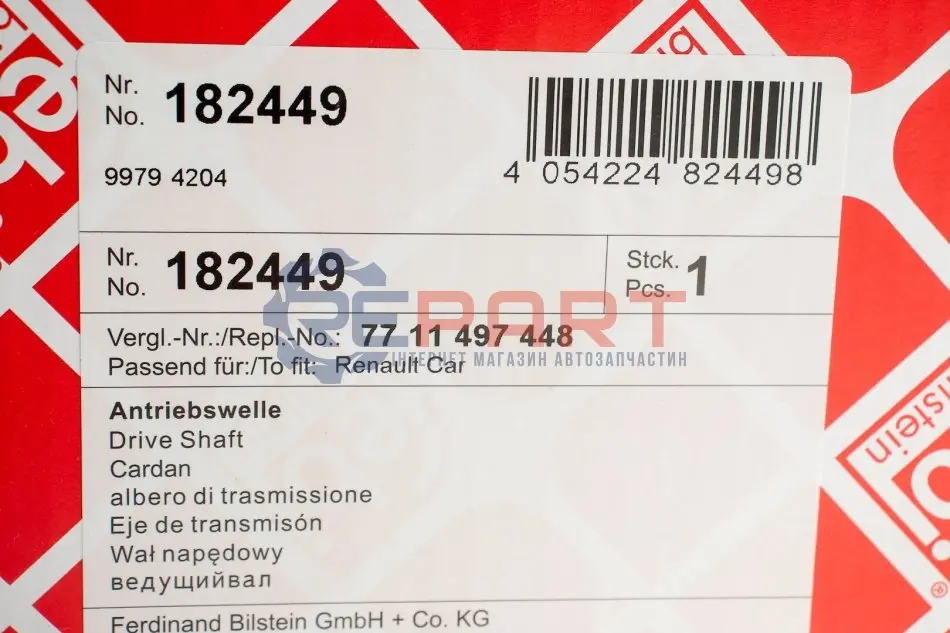 Nr.
No. 182449
9979 4204
4 054224 824498
Nr.
No. 182449
Stck.
Pcs. 1
REPART
ІНТЕРНЕТ МАГАЗИН АВТОЗАПЧАСТИН
Vergl.-Nr.:/Repl.-No.: 77 11 497 448
Passend für:/To fit: Renault Car
Antriebswelle
Drive Shaft
Cardan
albero di trasmissione
Eje de transmisón
Wał napędowy
ведущийвал
Ferdinand Bilstein GmbH + Co. KG
bilstein
®